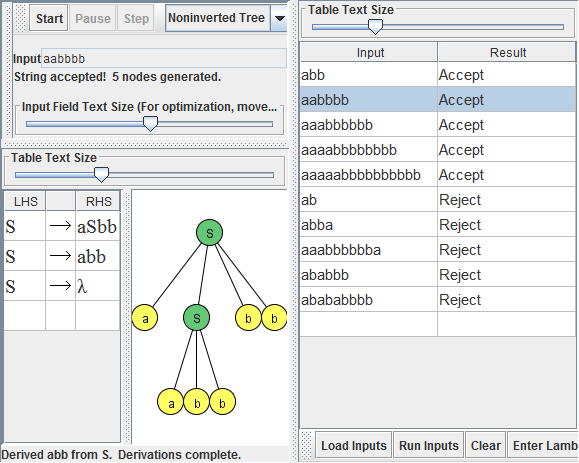 Start Pause Step Noninverted Tree
Input aabbbb
String accepted! 5 nodes generated.
Input Field Text Size (For optimization, move...
Table Text Size
LHS RHS
S → aSbb
S → abb
S → λ
S
a S b b
a b b
Derived abb from S. Derivations complete.
Table Text Size
Input Result
abb Accept
aabbbb Accept
aaabbbbbb Accept
aaaabbbbbbbb Accept
aaaaabbbbbbbbbb Accept
ab Reject
abba Reject
aaabbbbbba Reject
ababbb Reject
abababbbb Reject
Load Inputs Run Inputs Clear Enter Lamb